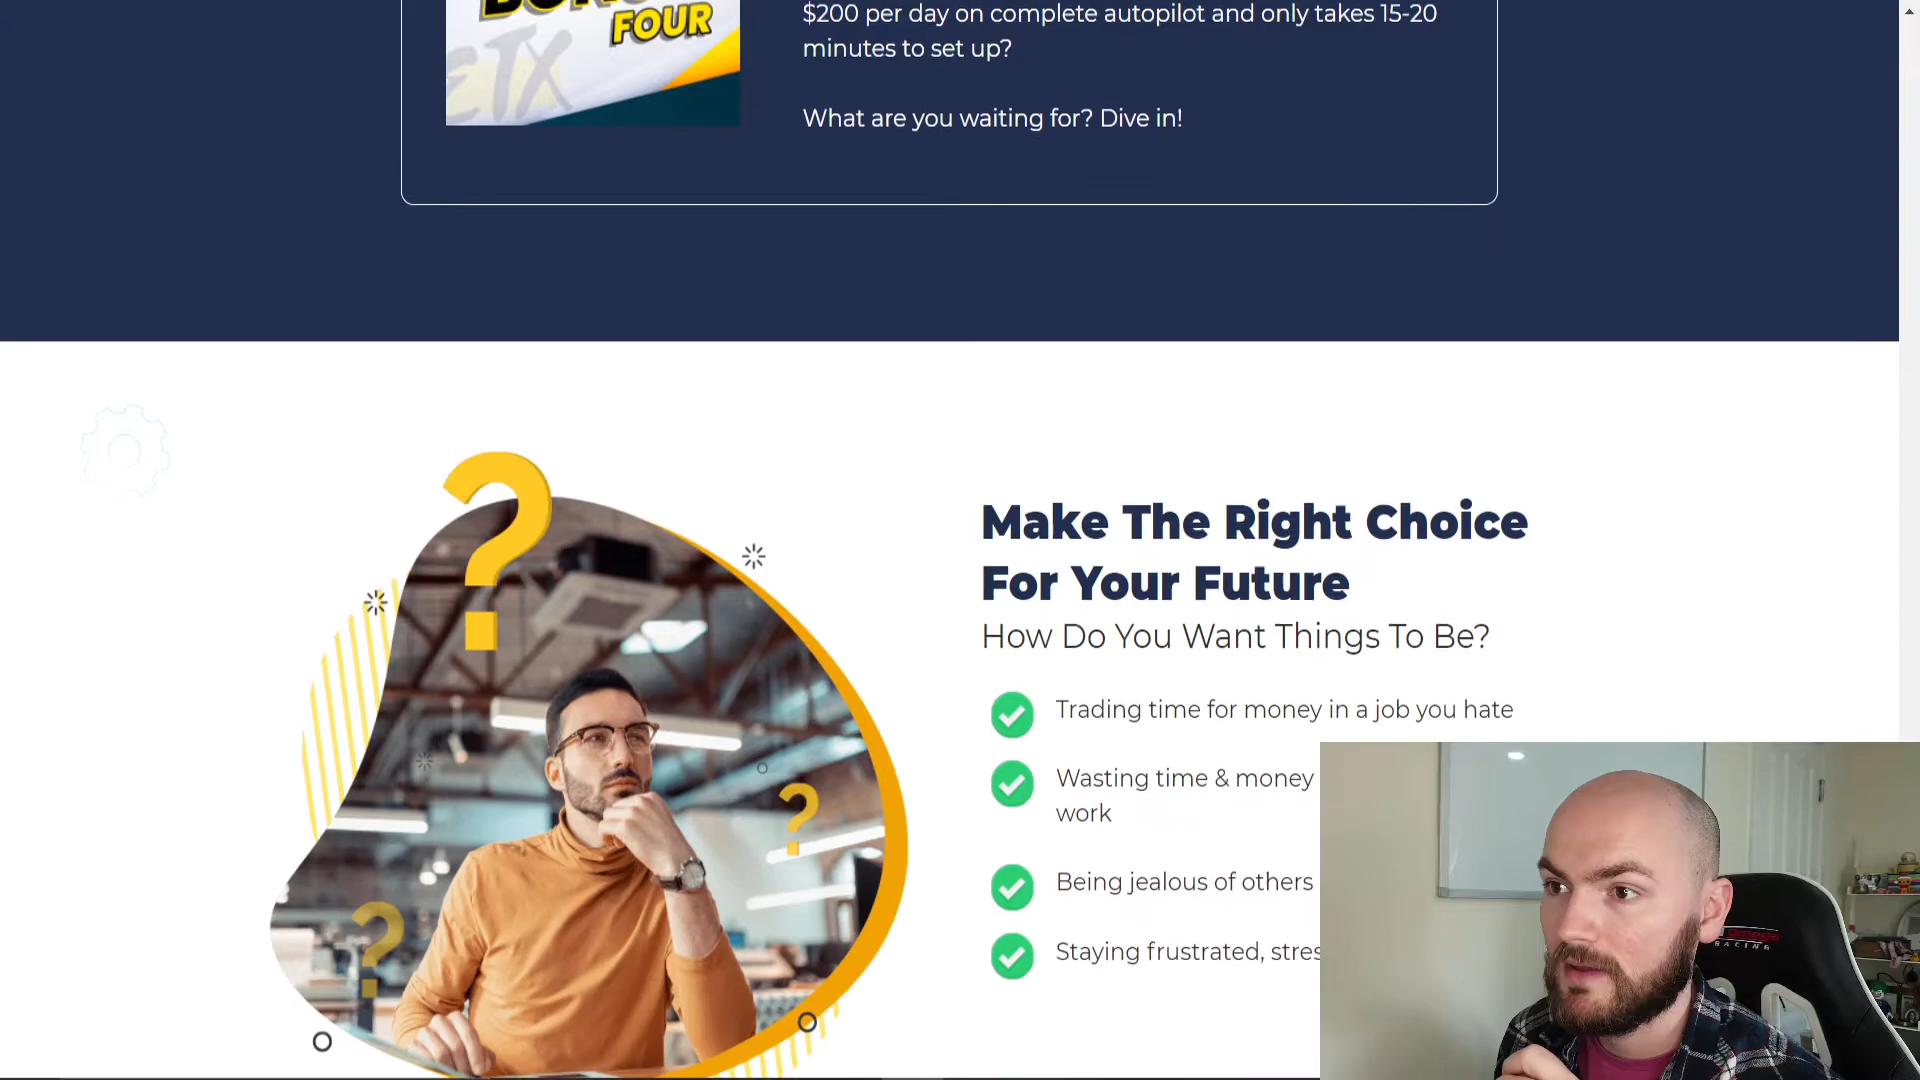 FOUR
$200 per day on complete autopilot and only takes 15-20
minutes to set up?
What are you waiting for? Dive in!
Make The Right Choice
For Your Future
How Do You Want Things To Be?
Trading time for money in a job you hate
Wasting time & money
work
Being jealous of others
Staying frustrated,
RACING